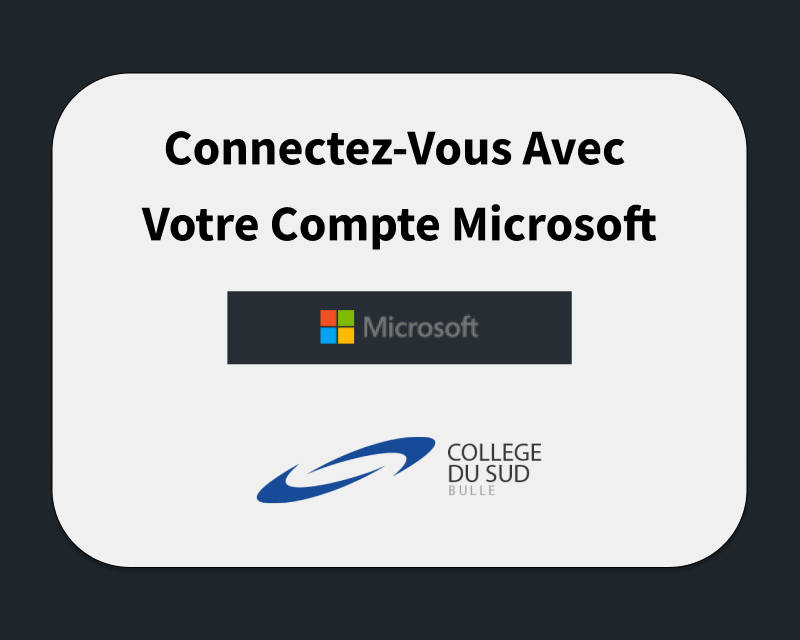 Connectez-Vous Avec
Votre Compte Microsoft
Microsoft
COLLEGE
DU SUD
BULLE